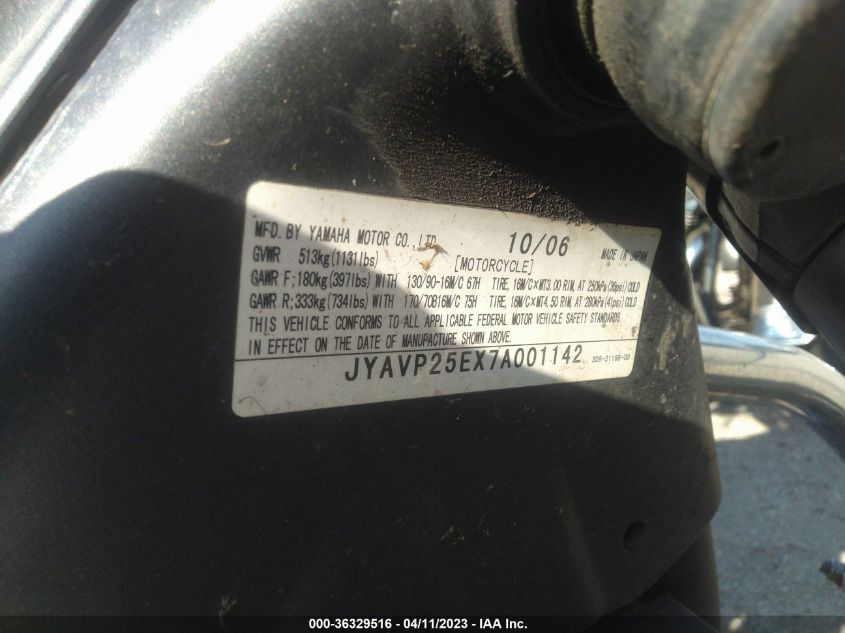 MFD. BY YAMAHA MOTOR CO., LTD. 10/06 MADE IN JAPAN
GVWR 513kg(1131lbs) [MOTORCYCLE]
GAWR F;180kg(397lbs) WITH 130/90-16M/C 67H TIRE, 16M/C×MT3.00 RIM, AT 250kPa(36psi)COLD
GAWR R;333kg(734lbs) WITH 170/70B16M/C 75H TIRE, 16M/C×MT4.50 RIM, AT 280kPa(41psi)COLD
THIS VEHICLE CONFORMS TO ALL APPLICABLE FEDERAL MOTOR VEHICLE SAFETY STANDARDS
IN EFFECT ON THE DATE OF MANUFACTURE SHOWN ABOVE.
JYAVP25EX7A001142
000-36329516 - 04/11/2023 - IAA Inc.